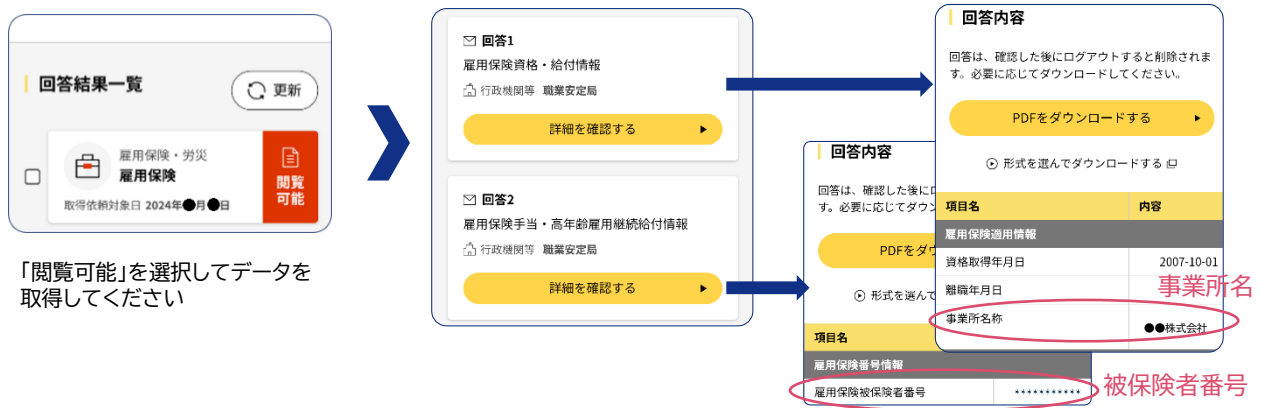 回答結果一覧
更新
雇用保険・労災
雇用保険
取得依頼対象日 2024年●月●日
閲覧
可能
「閲覧可能」を選択してデータを
取得してください
回答1
雇用保険資格・給付情報
行政機関等 職業安定局
詳細を確認する
回答2
雇用保険手当・高年齢雇用継続給付情報
行政機関等 職業安定局
詳細を確認する
回答内容
回答は、確認した後に
す。必要に応じてダウン
PDFをダウ
形式を選んで
項目名
雇用保険番号情報
雇用保険被保険者番号
***********
被保険者番号
回答内容
回答は、確認した後にログアウトすると削除されま
す。必要に応じてダウンロードしてください。
PDFをダウンロードする
形式を選んでダウンロードする
項目名 内容
雇用保険適用情報
資格取得年月日 2007-10-01
離職年月日
事業所名
事業所名称
●●株式会社